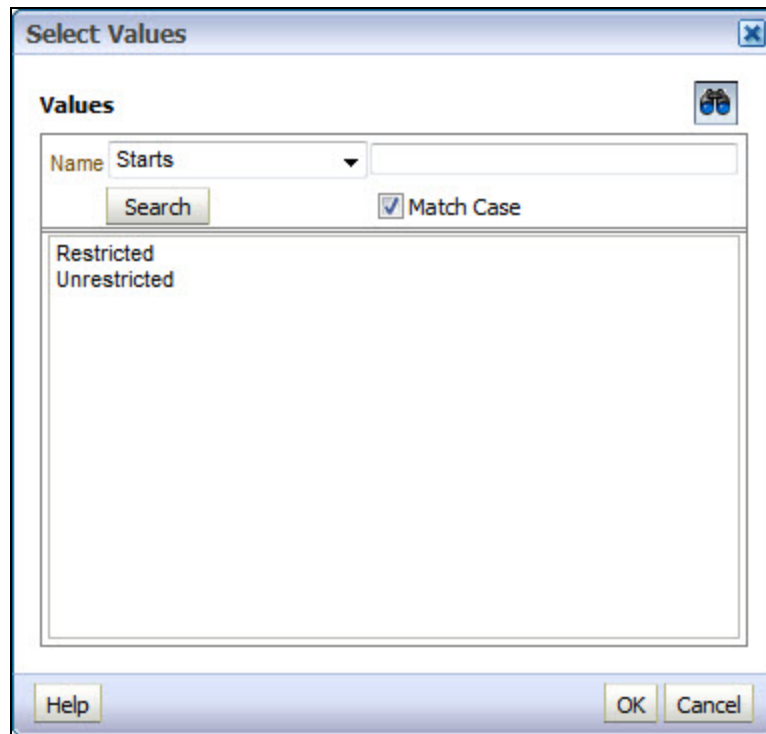 Select Values
Values
Name Starts
Search Match Case
Restricted
Unrestricted
Help OK Cancel